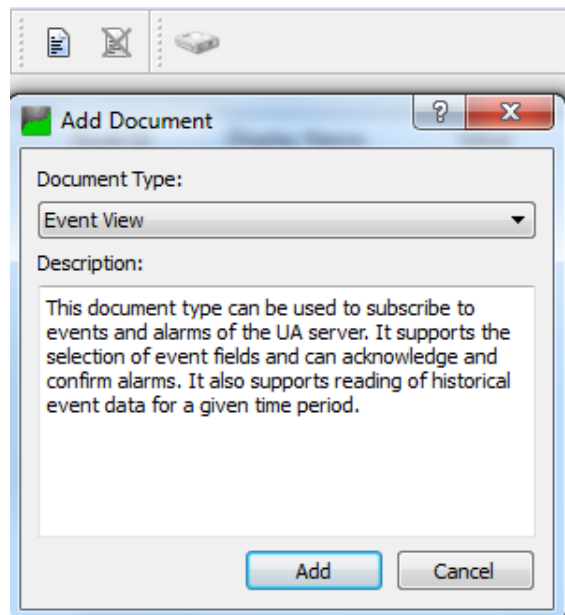 Add Document
Document Type:
Event View
Description:
This document type can be used to subscribe to
events and alarms of the UA server. It supports the
selection of event fields and can acknowledge and
confirm alarms. It also supports reading of historical
event data for a given time period.
Add
Cancel